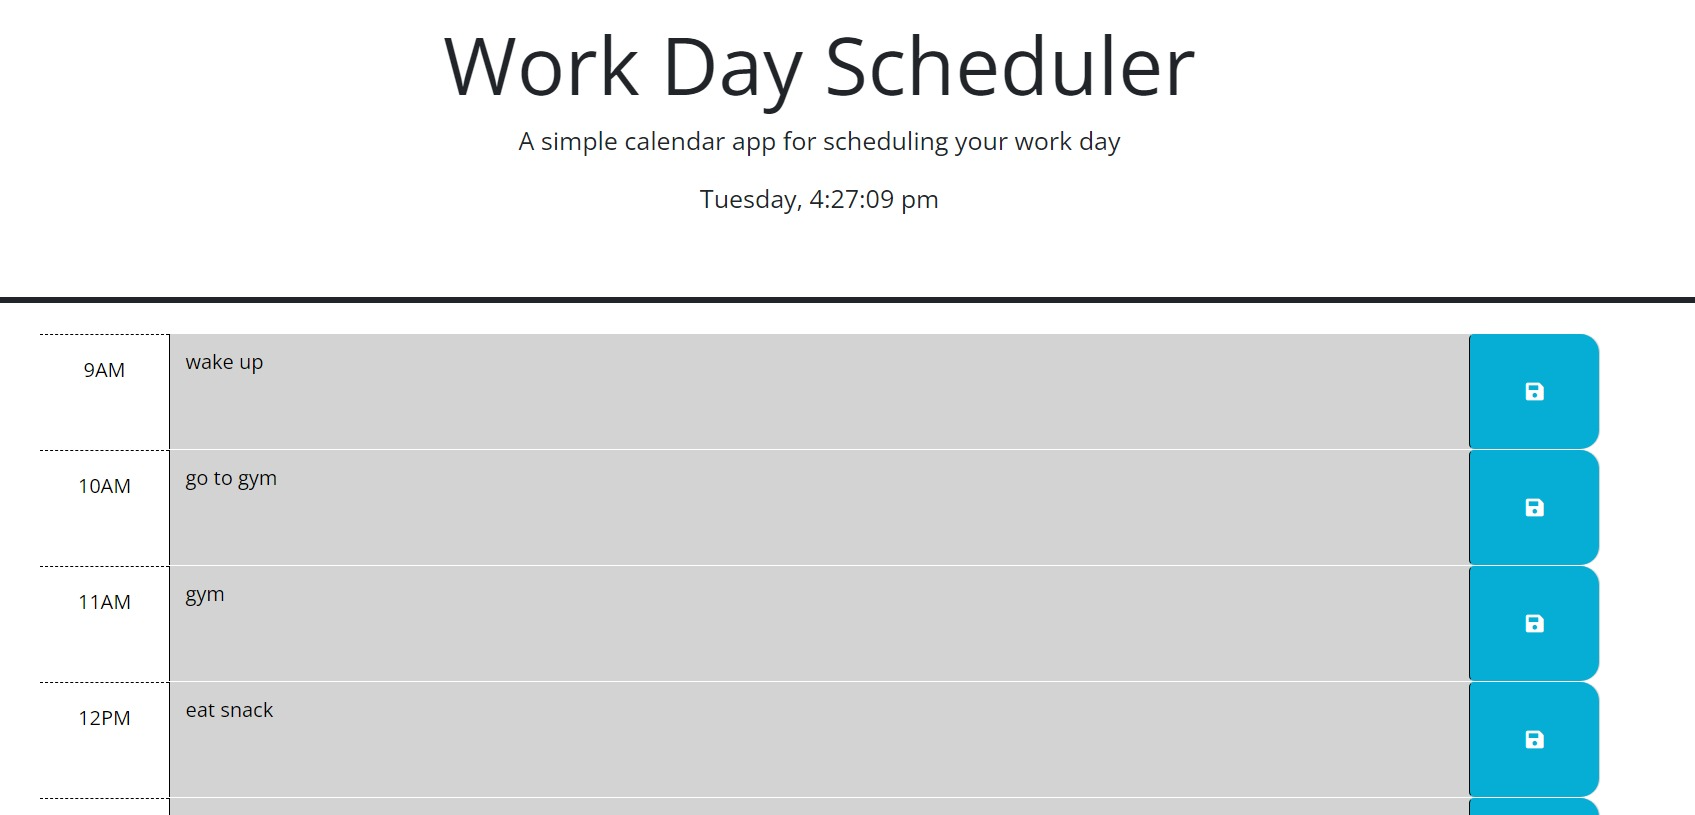 Work Day Scheduler
A simple calendar app for scheduling your work day
Tuesday, 4:27:09 pm
9AM wake up
10AM go to gym
11AM gym
12PM eat snack